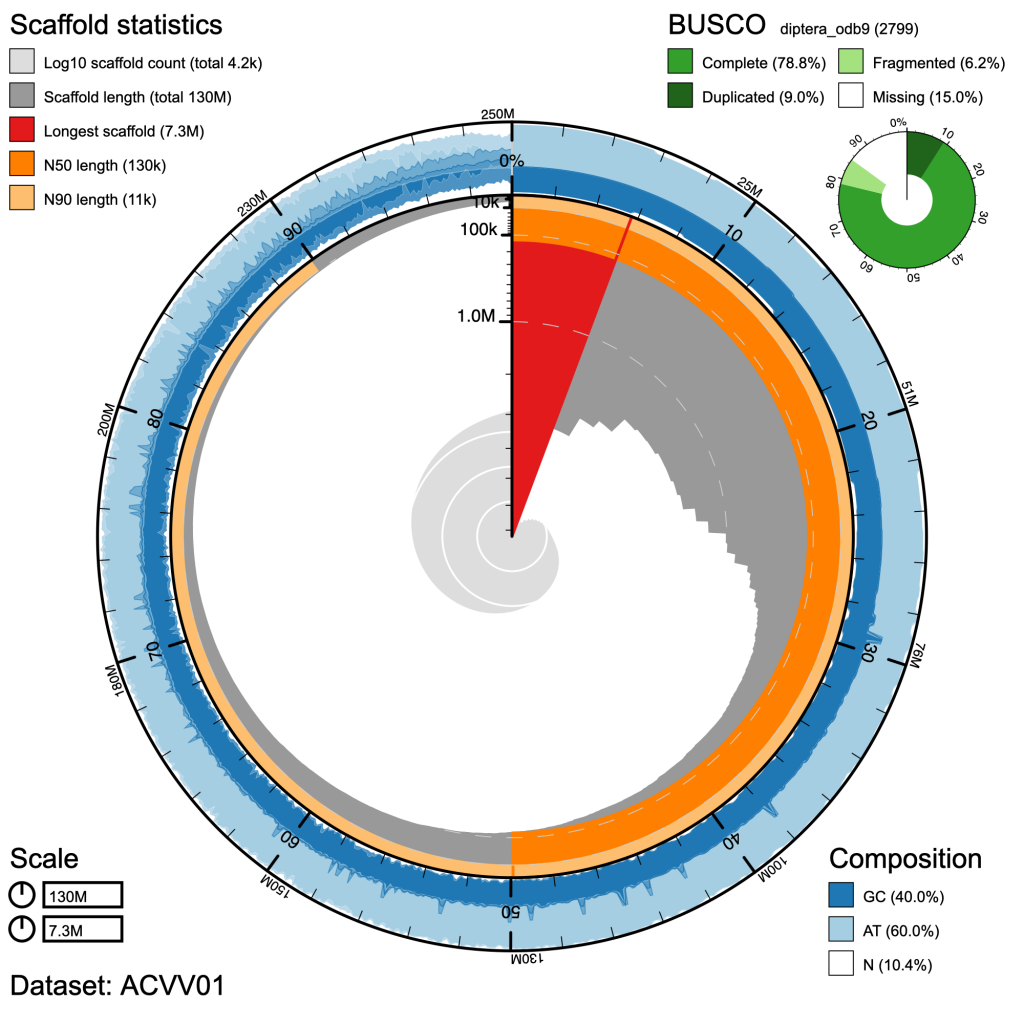 Scaffold statistics
Log10 scaffold count (total 4.2k)
Scaffold length (total 130M)
Longest scaffold (7.3M)
N50 length (130k)
N90 length (11k)
BUSCO diptera_odb9 (2799)
Complete (78.8%) Fragmented (6.2%)
Duplicated (9.0%) Missing (15.0%)
0% 10 20 30 40 50 60 70 80 90
250M 25M 51M 76M 100M 130M 150M 180M 200M 230M
0% 10 20 30 40 50 60 70 80 90
10k
100k
1.0M
Scale
130M
7.3M
Composition
GC (40.0%)
AT (60.0%)
N (10.4%)
Dataset: ACVV01